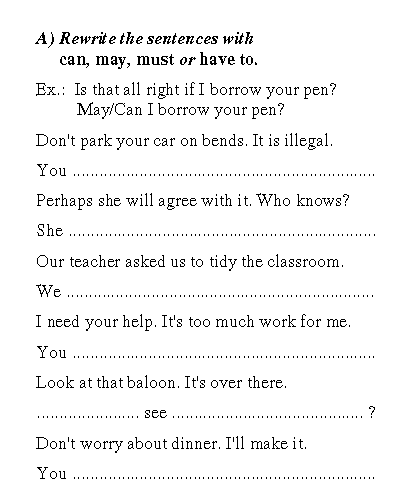 A) Rewrite the sentences with
can, may, must or have to.
Ex.: Is that all right if I borrow your pen?
May/Can I borrow your pen?
Don't park your car on bends. It is illegal.
You ..................................................................
Perhaps she will agree with it. Who knows?
She ...................................................................
Our teacher asked us to tidy the classroom.
We ...................................................................
I need your help. It's too much work for me.
You ..................................................................
Look at that baloon. It's over there.
....................... see .......................................... ?
Don't worry about dinner. I'll make it.
You ..................................................................